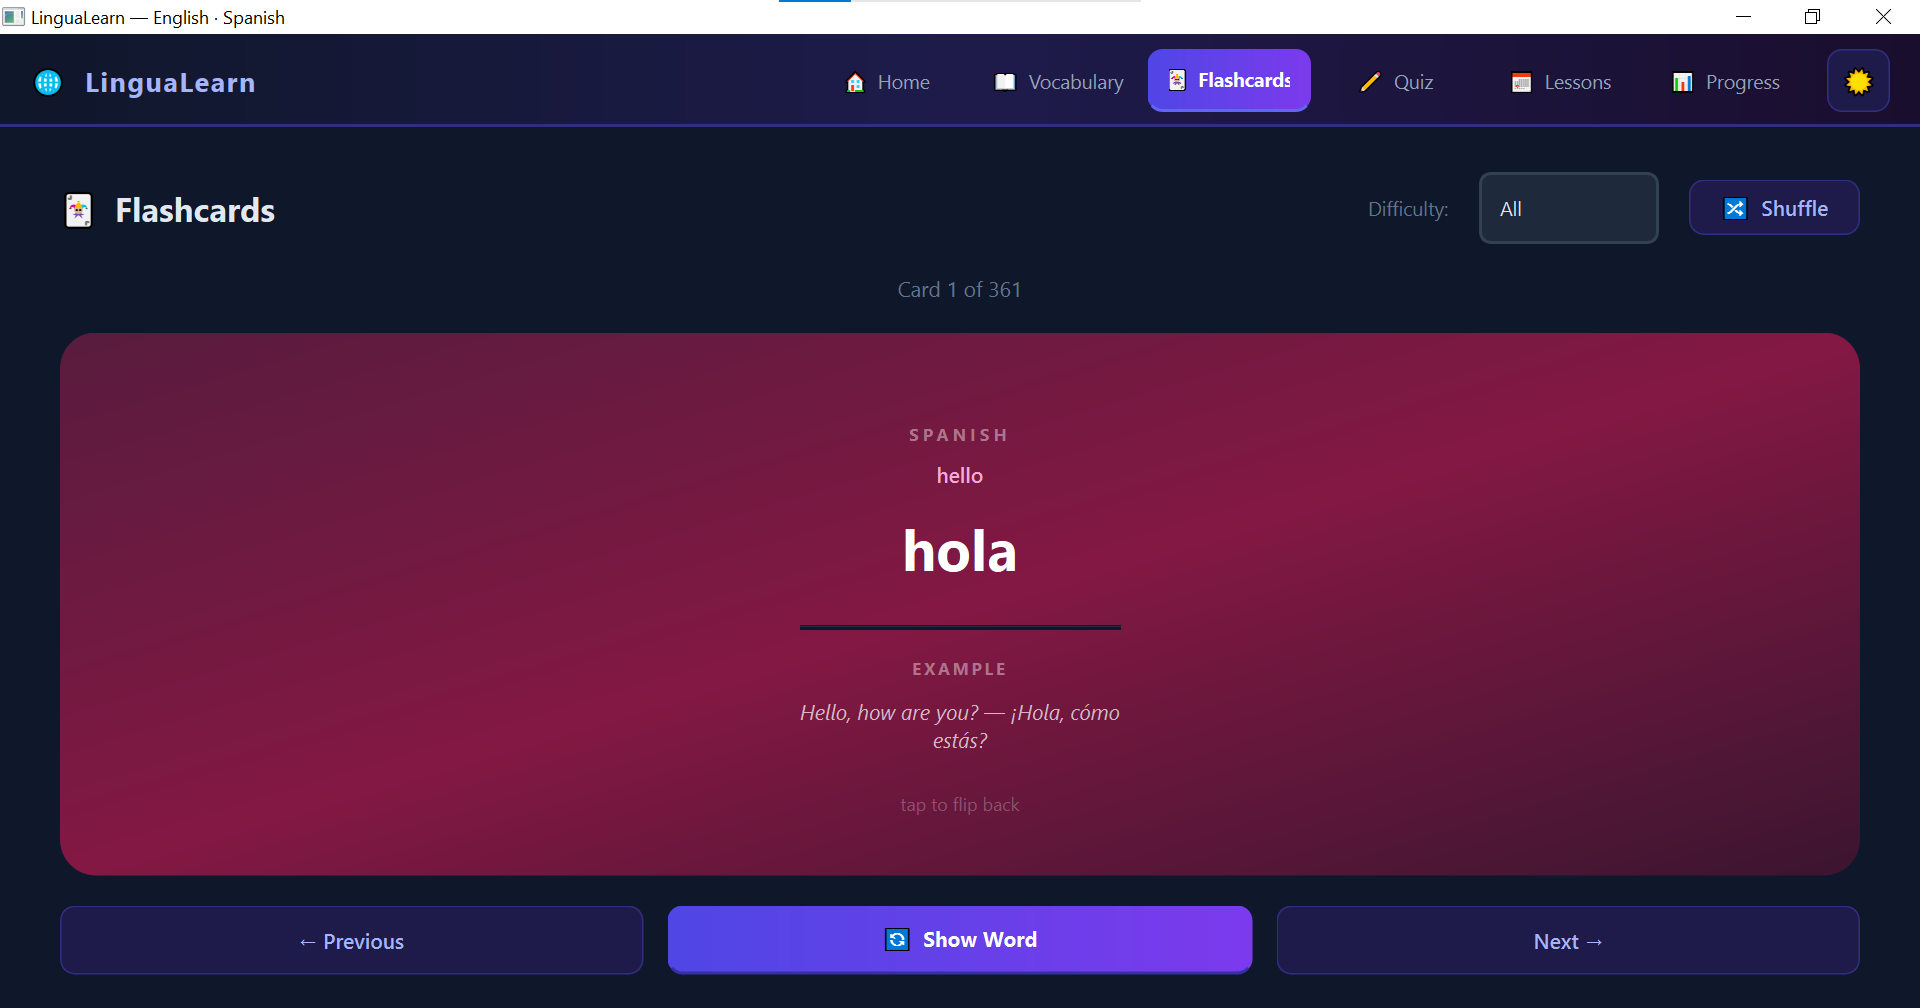 LinguaLearn — English · Spanish
LinguaLearn
Home
Vocabulary
Flashcards
Quiz
Lessons
Progress
Flashcards
Difficulty:
All
Shuffle
Card 1 of 361
SPANISH
hello
hola
EXAMPLE
Hello, how are you? — ¡Hola, cómo
estás?
tap to flip back
← Previous
Show Word
Next →